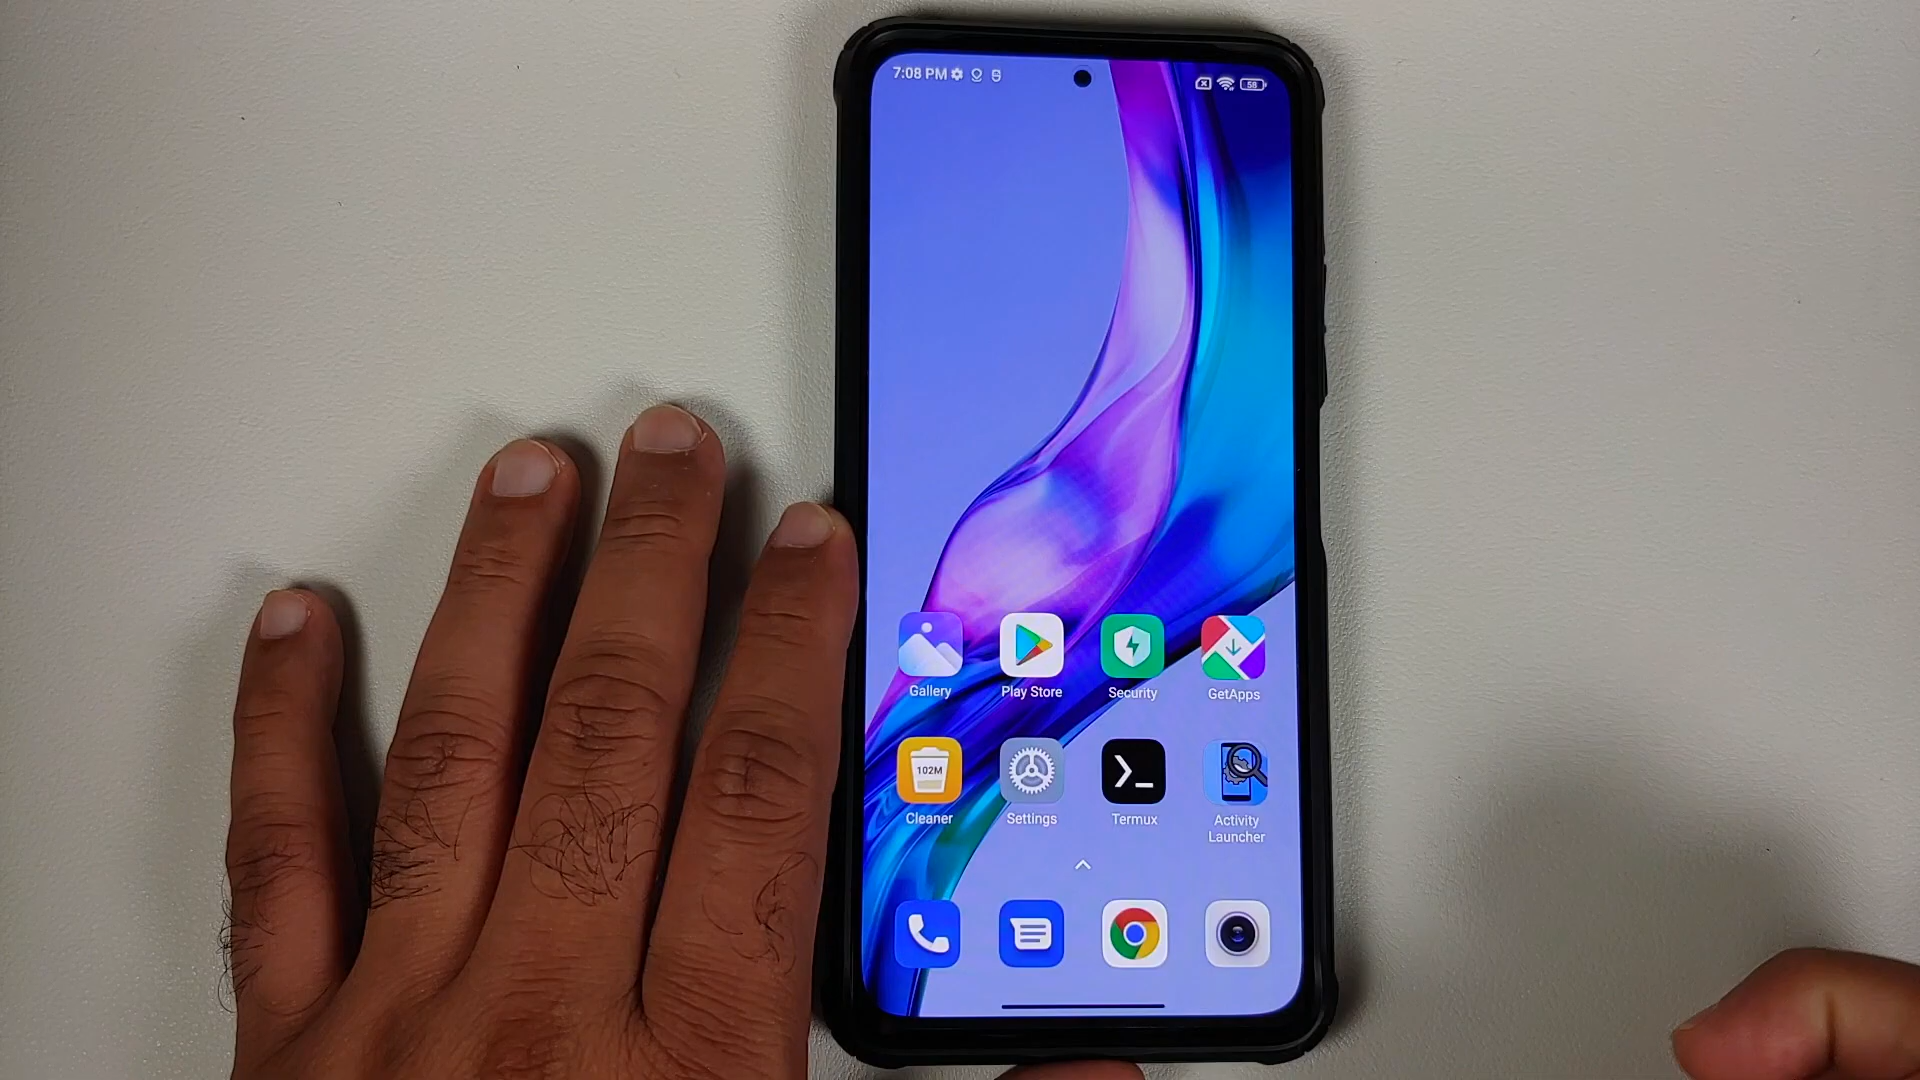 7:08 PM
58
Gallery
Play Store
Security
GetApps
102M
Cleaner
Settings
Termux
Activity
Launcher